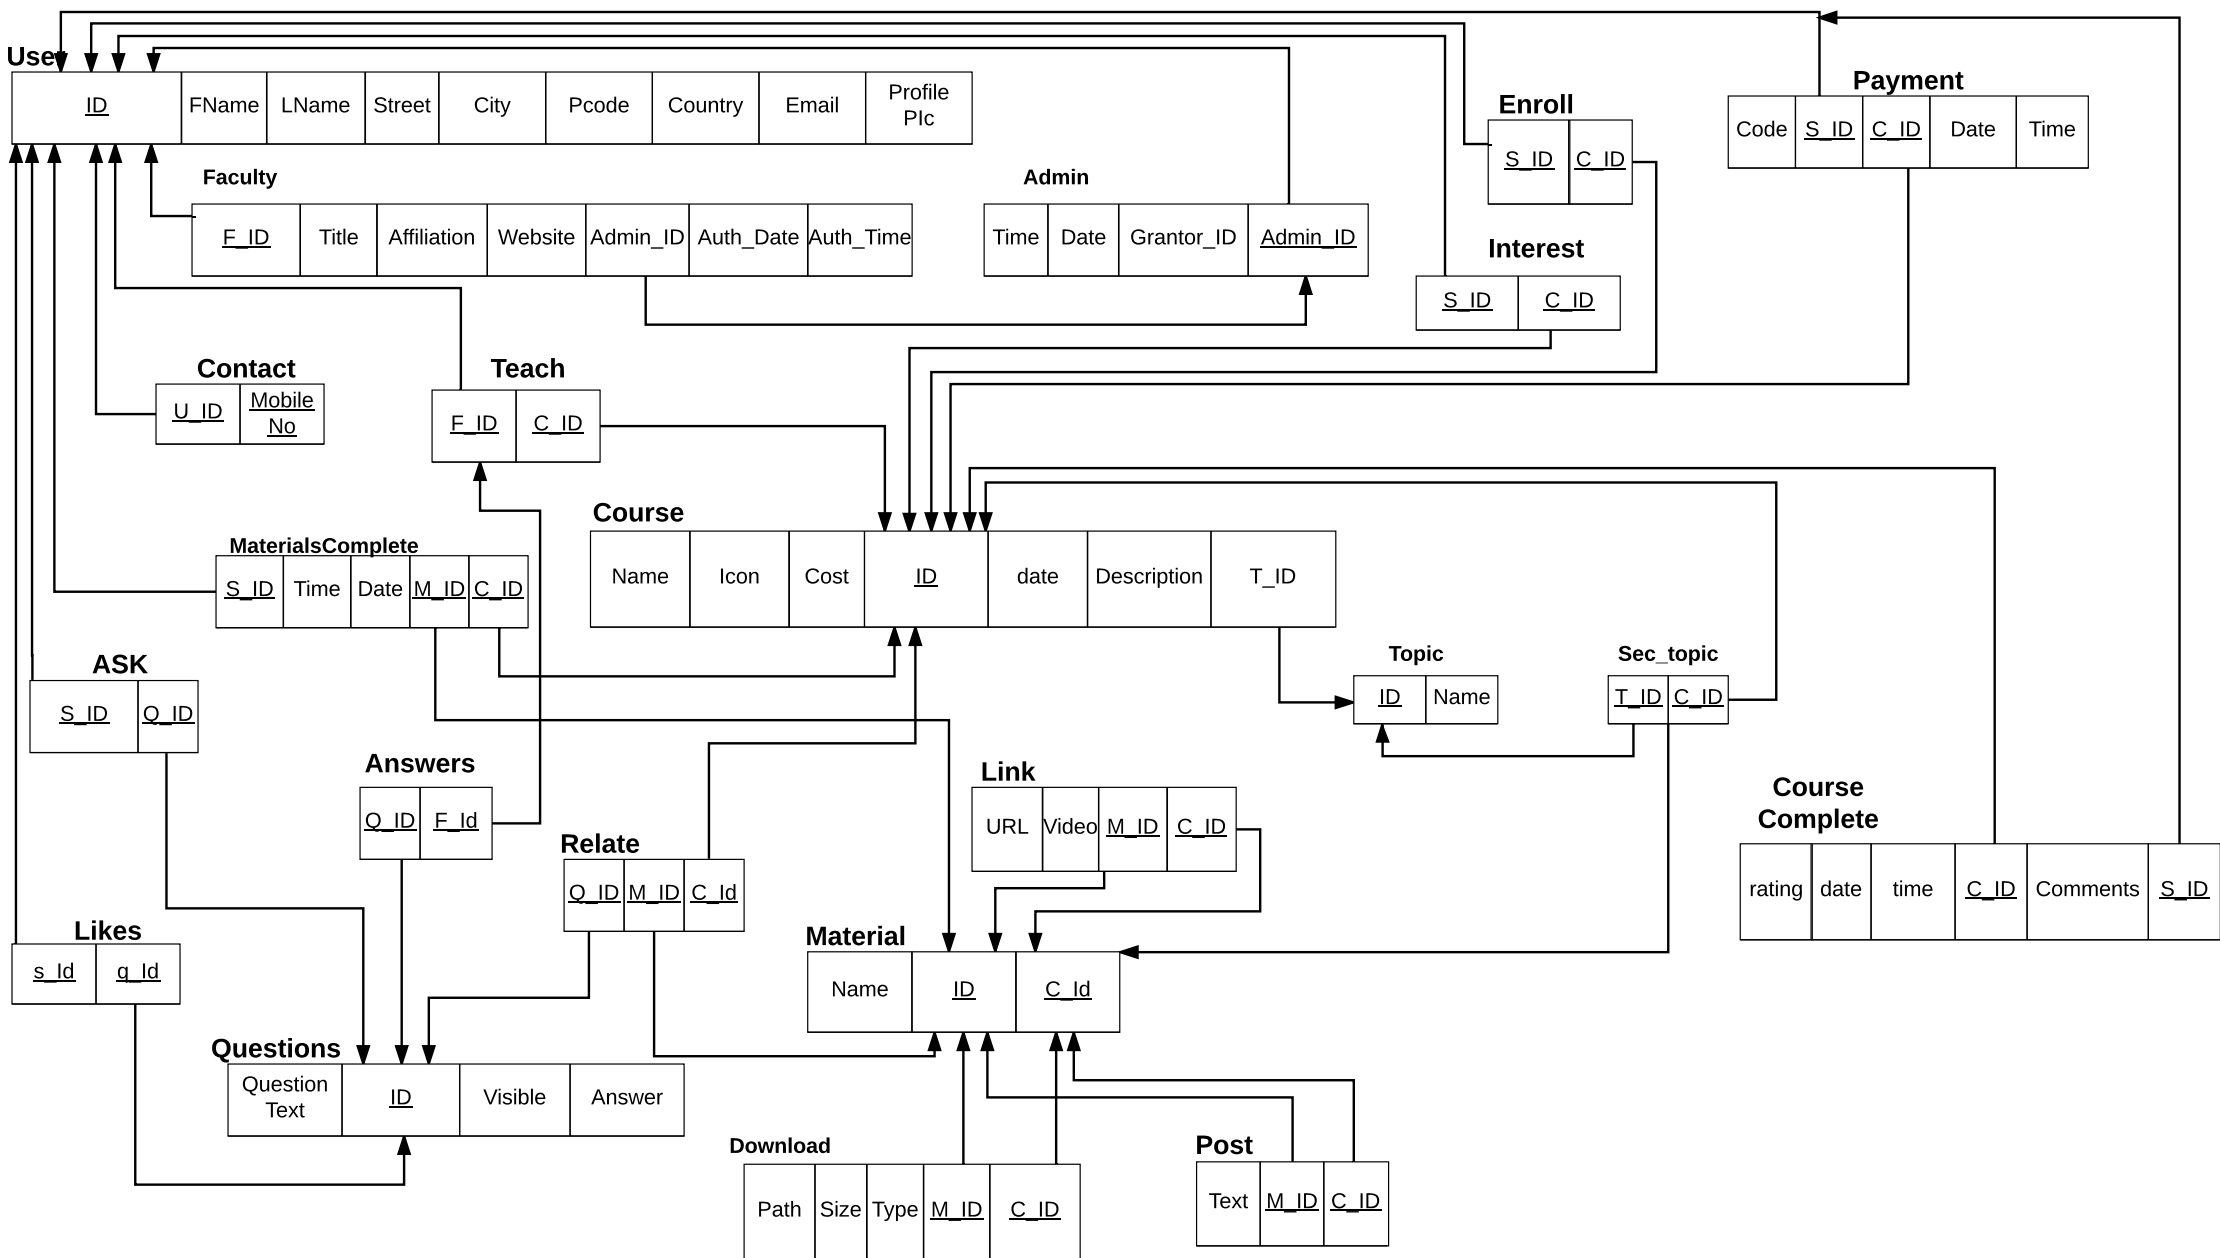 User
ID FName LName Street City Pcode Country Email Profile
PIc
Enroll
S_ID C_ID
Payment
Code S_ID C_ID Date Time
Faculty
F_ID Title Affiliation Website Admin_ID Auth_Date Auth_Time
Admin
Time Date Grantor_ID Admin_ID
Interest
S_ID C_ID
Contact
U_ID Mobile
No
Teach
F_ID C_ID
Course
Name Icon Cost ID date Description T_ID
MaterialsComplete
S_ID Time Date M_ID C_ID
ASK
S_ID Q_ID
Topic
ID Name
Sec_topic
T_ID C_ID
Answers
Q_ID F_Id
Link
URL Video M_ID C_ID
Course
Complete
rating date time C_ID Comments S_ID
Relate
Q_ID M_ID C_Id
Likes
s_Id q_Id
Material
Name ID C_Id
Questions
Question
Text ID Visible Answer
Download
Path Size Type M_ID C_ID
Post
Text M_ID C_ID